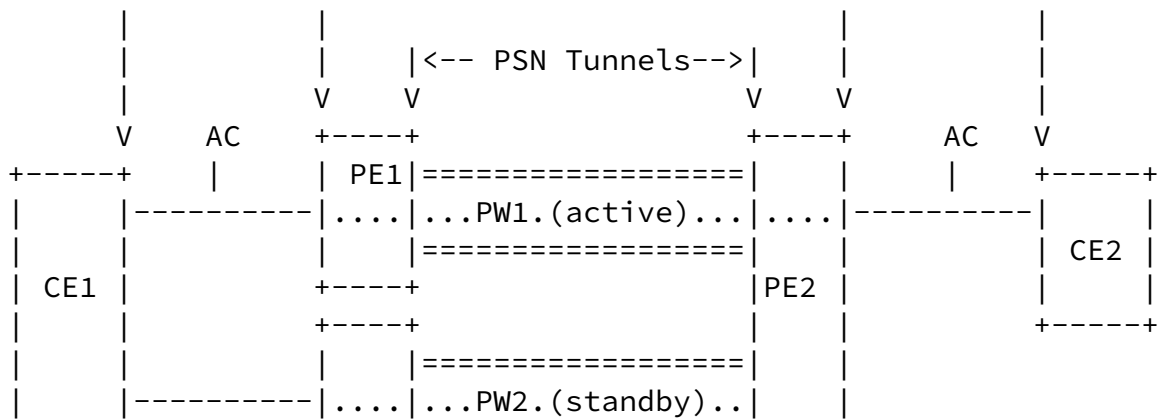 |             |                                  |            |
            |             |     |<-- PSN Tunnels-->|     |            |
            |             V     V                      V     V            |
            V     AC      +----+                      +----+      AC    V
     +-----+     |      | PE1|==================|     |      |     +-----+
     |     |----------|....|...PW1.(active)...|....|----------|     |
     |     |          |    |==================|    |          | CE2 |
     | CE1 |          +----+                  |PE2 |          |     |
     |     |          +----+                  |    |          +-----+
     |     |          |    |==================|    |
     |     |----------|....|...PW2.(standby)..|    |